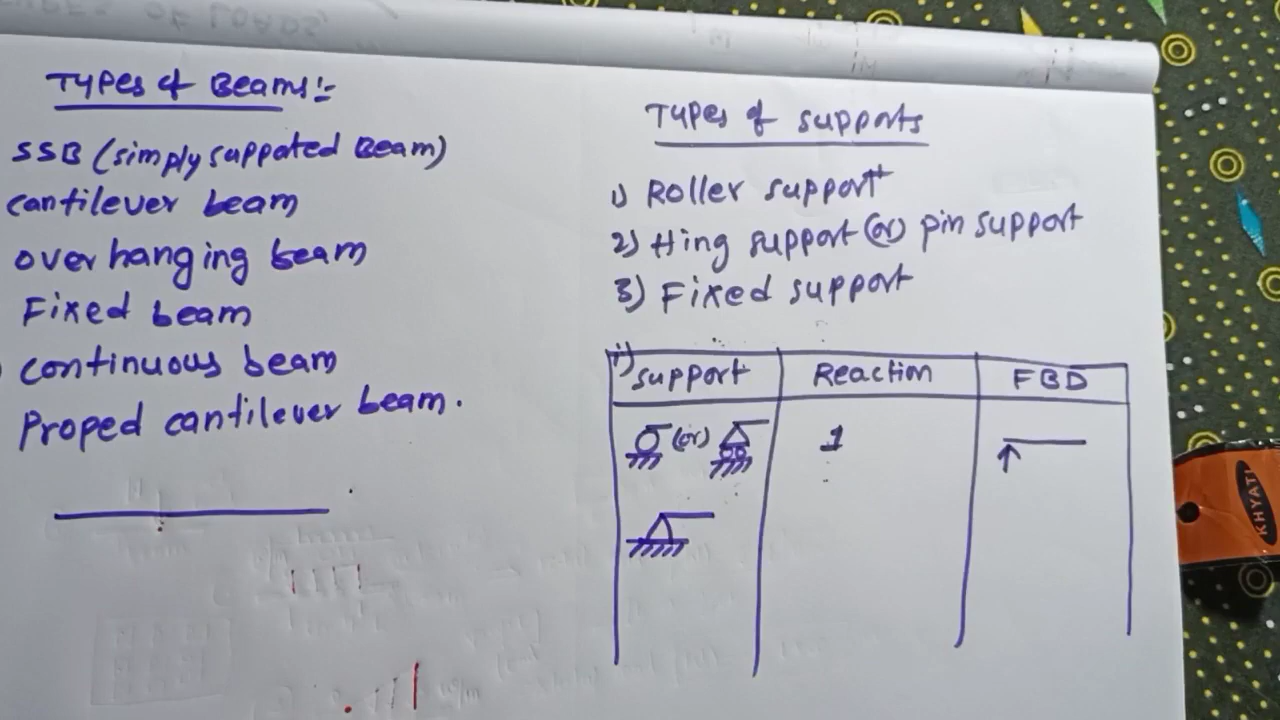 Types of Beams:-
SSB (simply suppoted Beam)
cantilever beam
overhanging beam
Fixed beam
continuous beam
Proped cantilever beam.
Types of supports
1) Roller support
2) Hing support (or) pin support
3) Fixed support
i) support Reaction FBD
(or) 1
KHYATI